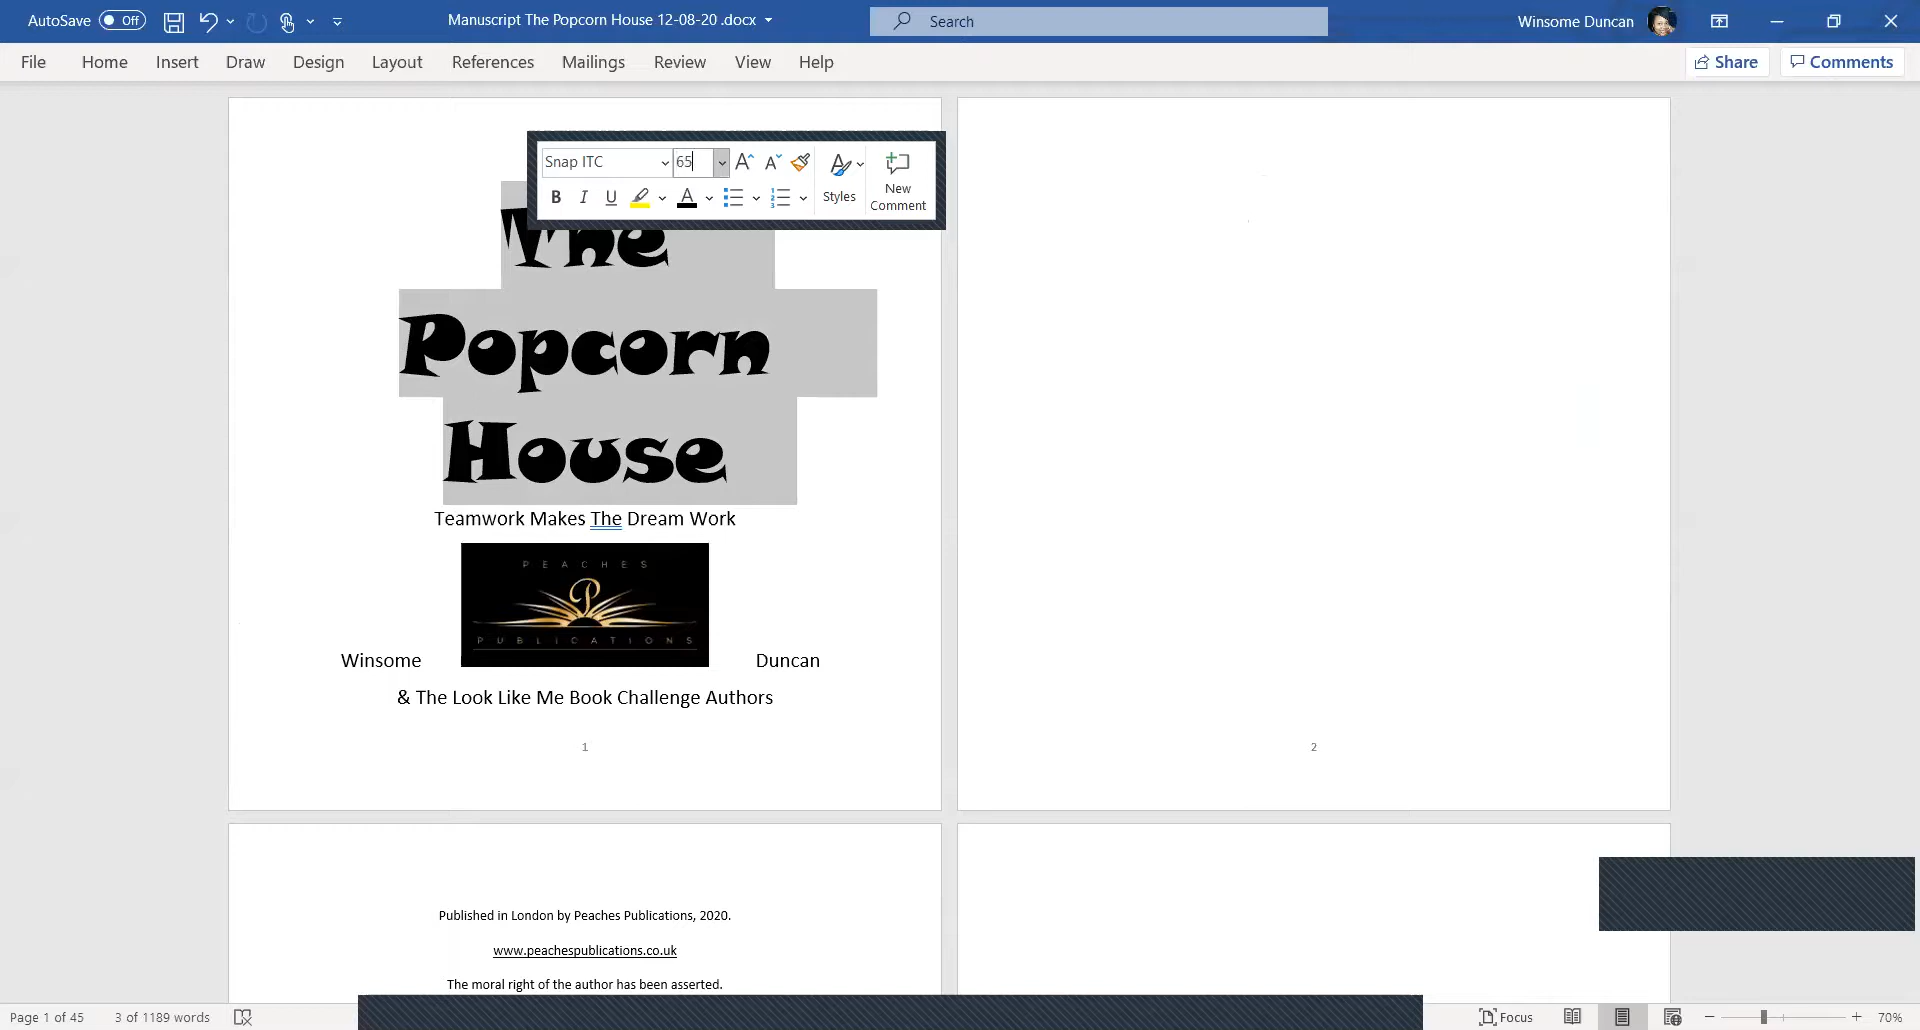 AutoSave Off Manuscript The Popcorn House 12-08-20 .docx Search Winsome Duncan
File Home Insert Draw Design Layout References Mailings Review View Help Share Comments
Snap ITC 65 A A
B I U A Styles New Comment
The
Popcorn
House
Teamwork Makes The Dream Work
PEACHES
P
PUBLICATIONS
Winsome Duncan
& The Look Like Me Book Challenge Authors
1
2
Published in London by Peaches Publications, 2020.
www.peachespublications.co.uk
The moral right of the author has been asserted.
Page 1 of 45 3 of 1189 words Focus 70%